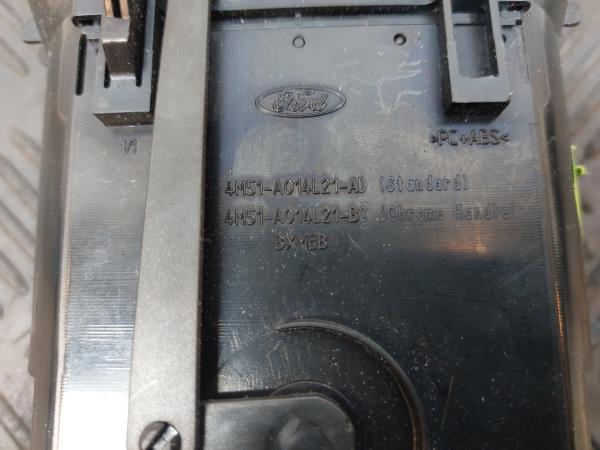 Ford
>PC+ABS<
4M51-A014L21-AD (Standard)
4M51-A014L21-BC (Chrome Handle)
BXMEB